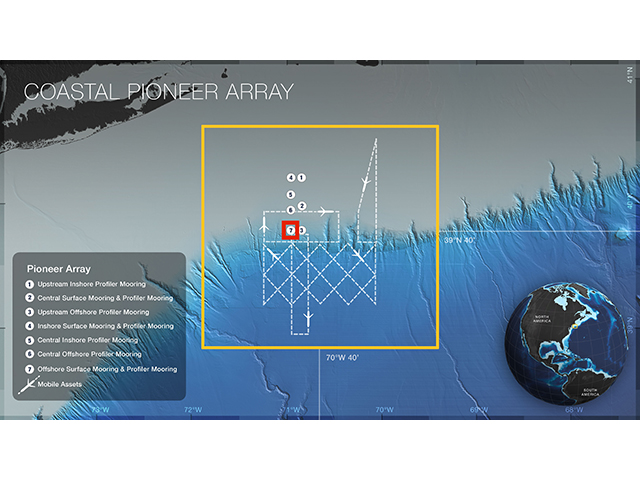 COASTAL PIONEER ARRAY
41°N
4 1
5
6 2
7 3
39°N 40'
Pioneer Array
1 Upstream Inshore Profiler Mooring
2 Central Surface Mooring & Profiler Mooring
3 Upstream Offshore Profiler Mooring
4 Inshore Surface Mooring & Profiler Mooring
5 Central Inshore Profiler Mooring
6 Central Offshore Profiler Mooring
7 Offshore Surface Mooring & Profiler Mooring
Mobile Assets
70°W 40'
NORTH
AMERICA
SOUTH
AMERICA
73°W 72°W 71°W 70°W 69°W 68°W